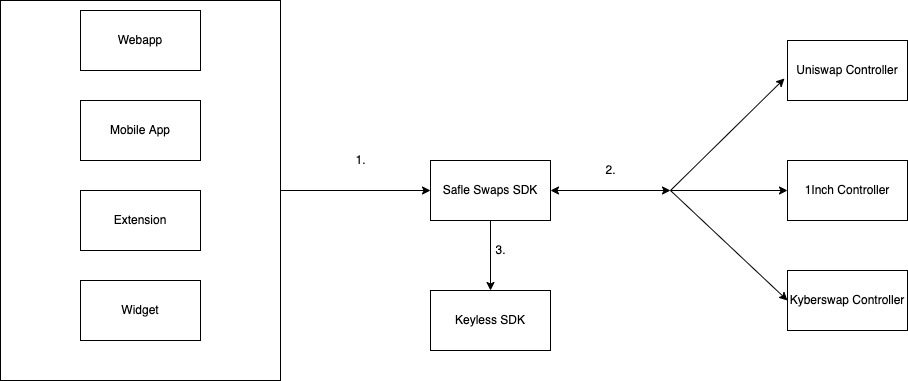 Webapp
Mobile App
Extension
Widget
1.
Safle Swaps SDK
2.
3.
Keyless SDK
Uniswap Controller
1Inch Controller
Kyberswap Controller